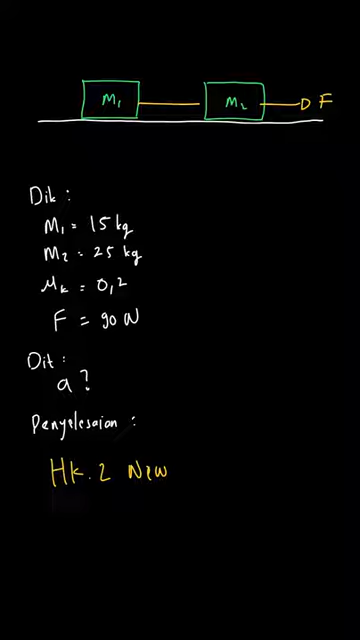 M₁ M₂ F
Dik :
M₁ = 15 kg
M₂ = 25 kg
μₖ = 0,2
F = 90 N
Dit :
a ?
Penyelesaian :
Hk. 2 New